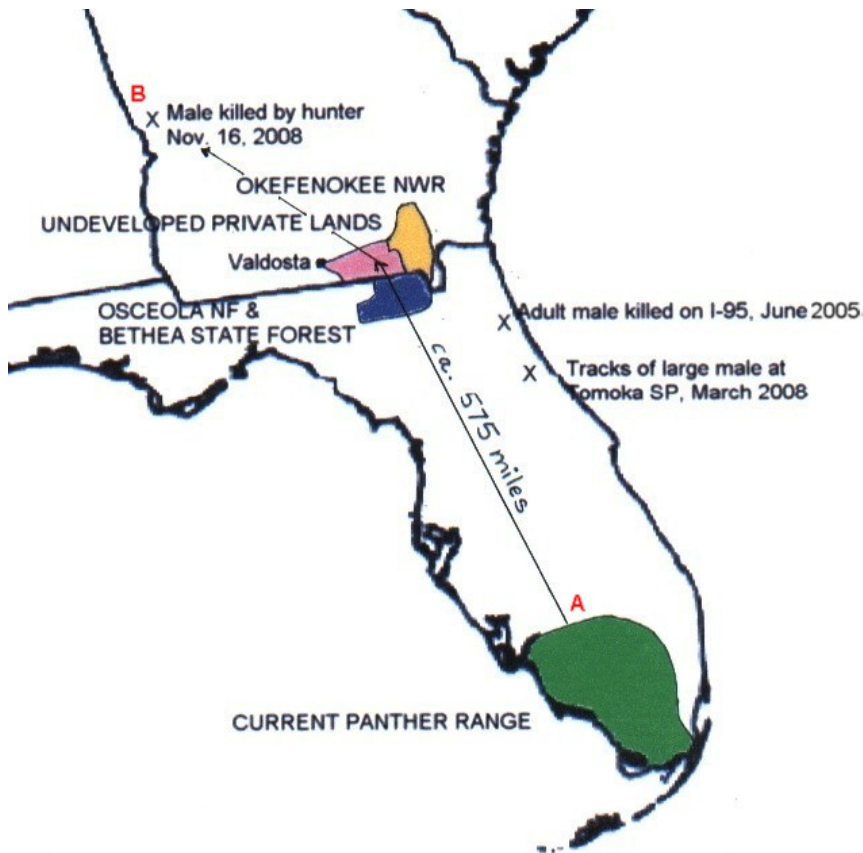 B
Male killed by hunter
Nov. 16, 2008
OKEFENOKEE NWR
UNDEVELOPED PRIVATE LANDS
Valdosta
OSCEOLA NF &
BETHEA STATE FOREST
Adult male killed on I-95, June 2005
Tracks of large male at
Tomoka SP, March 2008
ca. 575 miles
A
CURRENT PANTHER RANGE